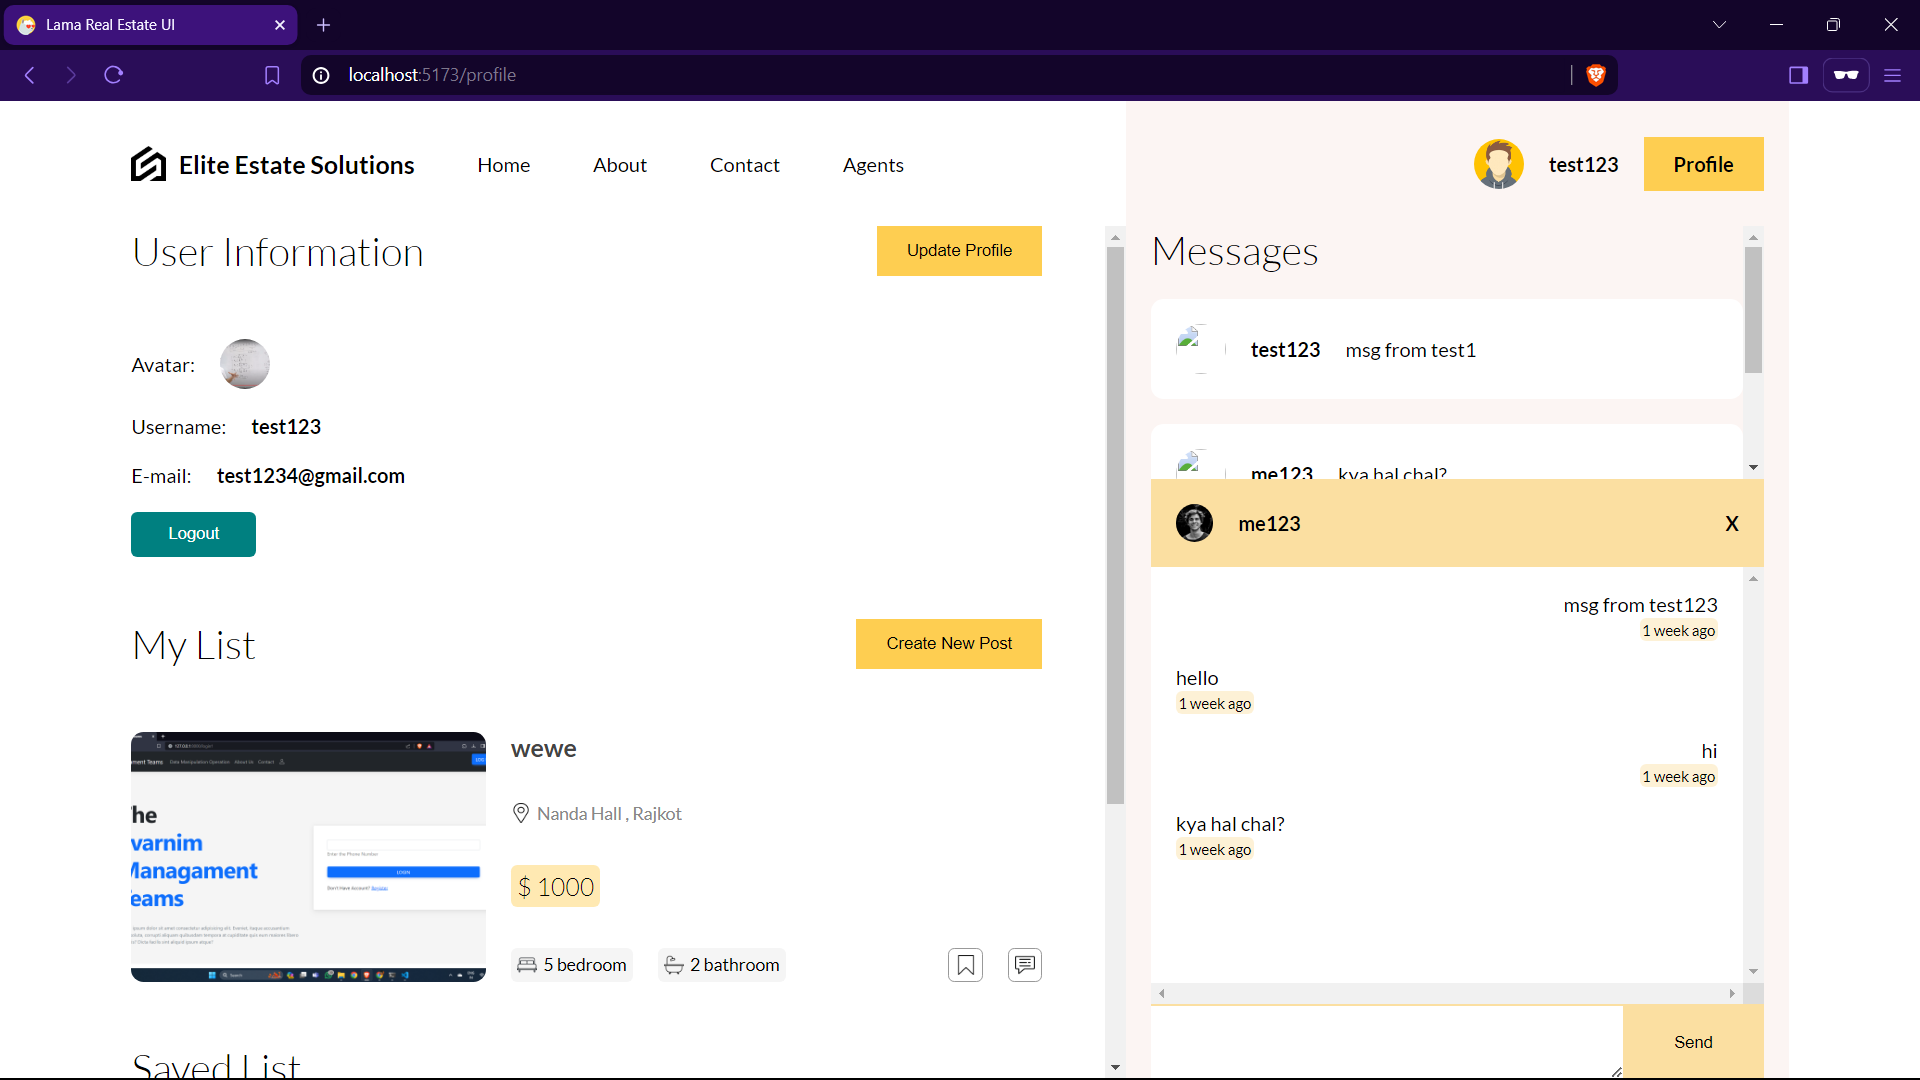 Lama Real Estate UI
localhost:5173/profile
Elite Estate Solutions
Home
About
Contact
Agents
test123
Profile
User Information
Update Profile
Avatar:
Username: test123
E-mail: test1234@gmail.com
Logout
My List
Create New Post
The
Managament
wewe
Nanda Hall , Rajkot
$ 1000
5 bedroom
2 bathroom
Saved List
Messages
test123 msg from test1
me123 kya hal chal?
me123
X
msg from test123
1 week ago
hello
1 week ago
hi
1 week ago
kya hal chal?
1 week ago
Send